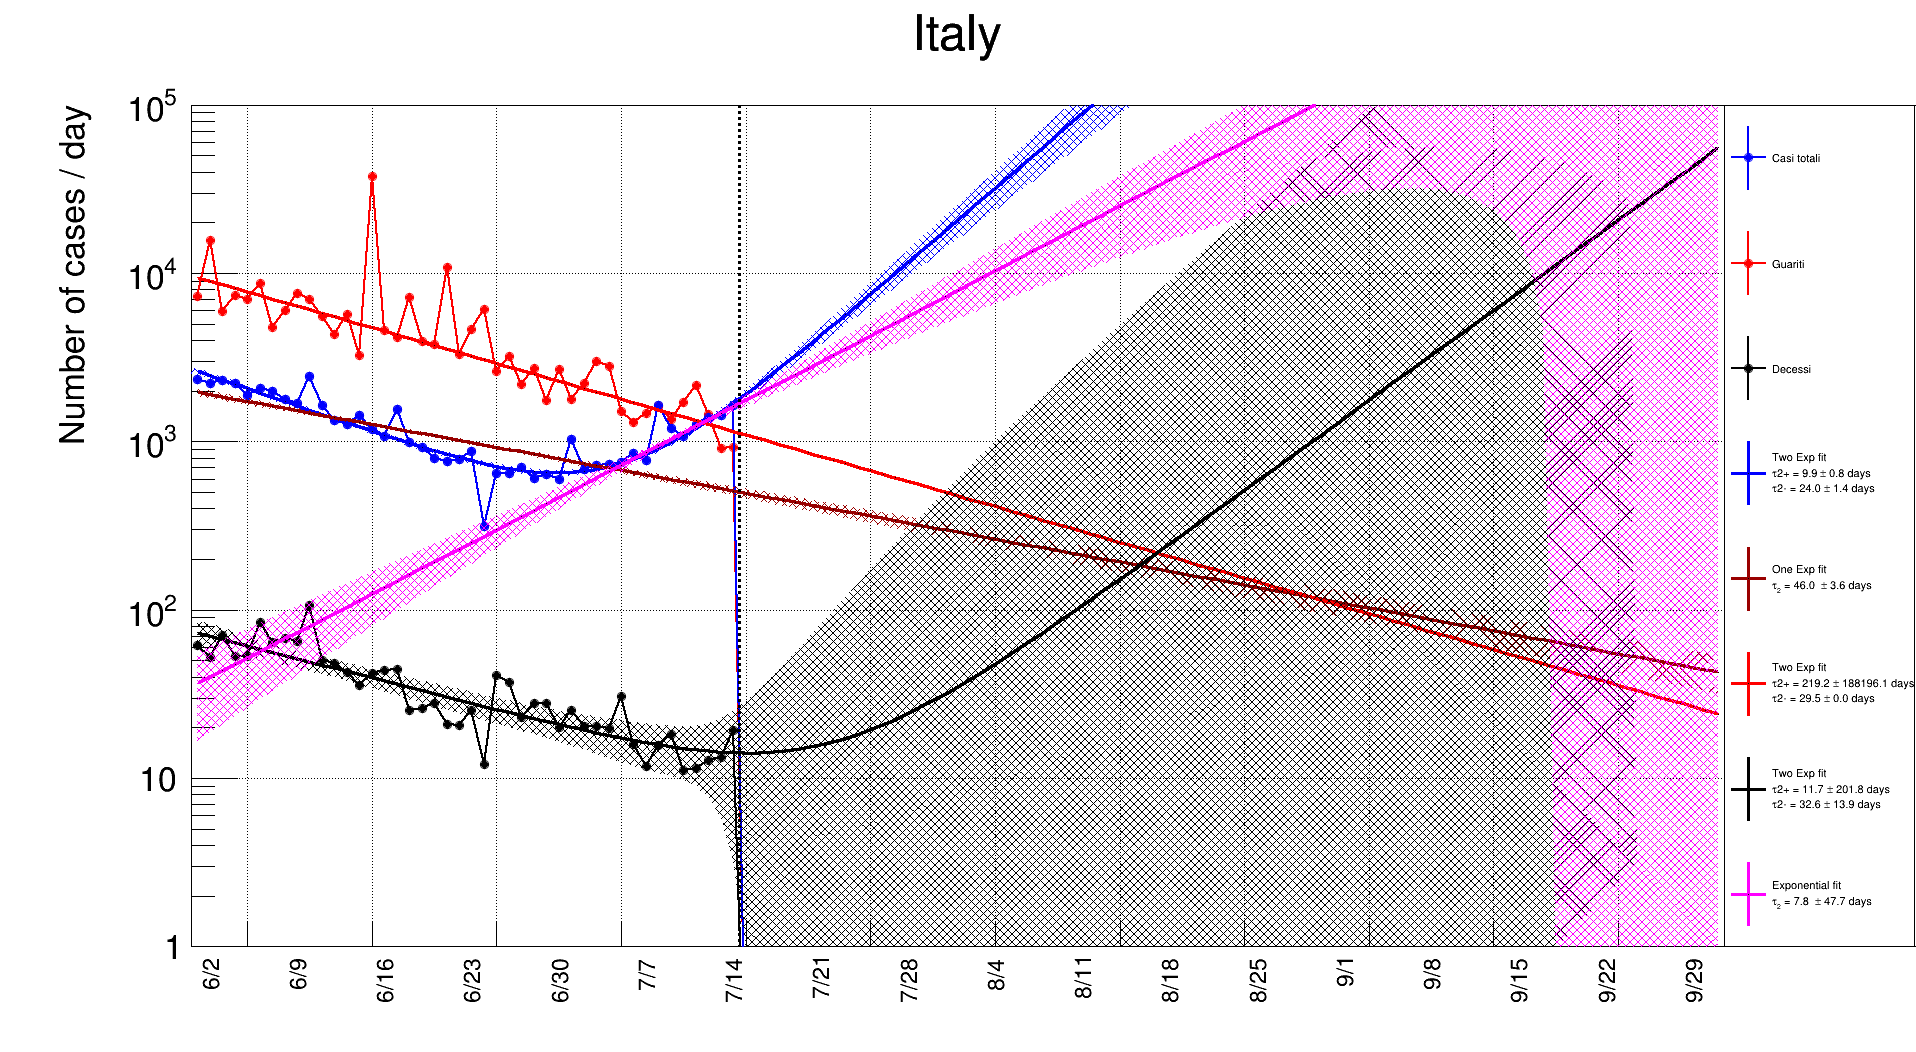 Italy
Number of cases / day
10^5
10^4
10^3
10^2
10
1
6/2 6/9 6/16 6/23 6/30 7/7 7/14 7/21 7/28 8/4 8/11 8/18 8/25 9/1 9/8 9/15 9/22 9/29
Casi totali
Guariti
Decessi
Two Exp fit
τ2+ = 9.9 ± 0.8 days
τ2- = 24.0 ± 1.4 days
One Exp fit
τ₂ = 46.0 ± 3.6 days
Two Exp fit
τ2+ = 219.2 ± 188196.1 days
τ2- = 29.5 ± 0.0 days
Two Exp fit
τ2+ = 11.7 ± 201.8 days
τ2- = 32.6 ± 13.9 days
Exponential fit
τ₂ = 7.8 ± 47.7 days